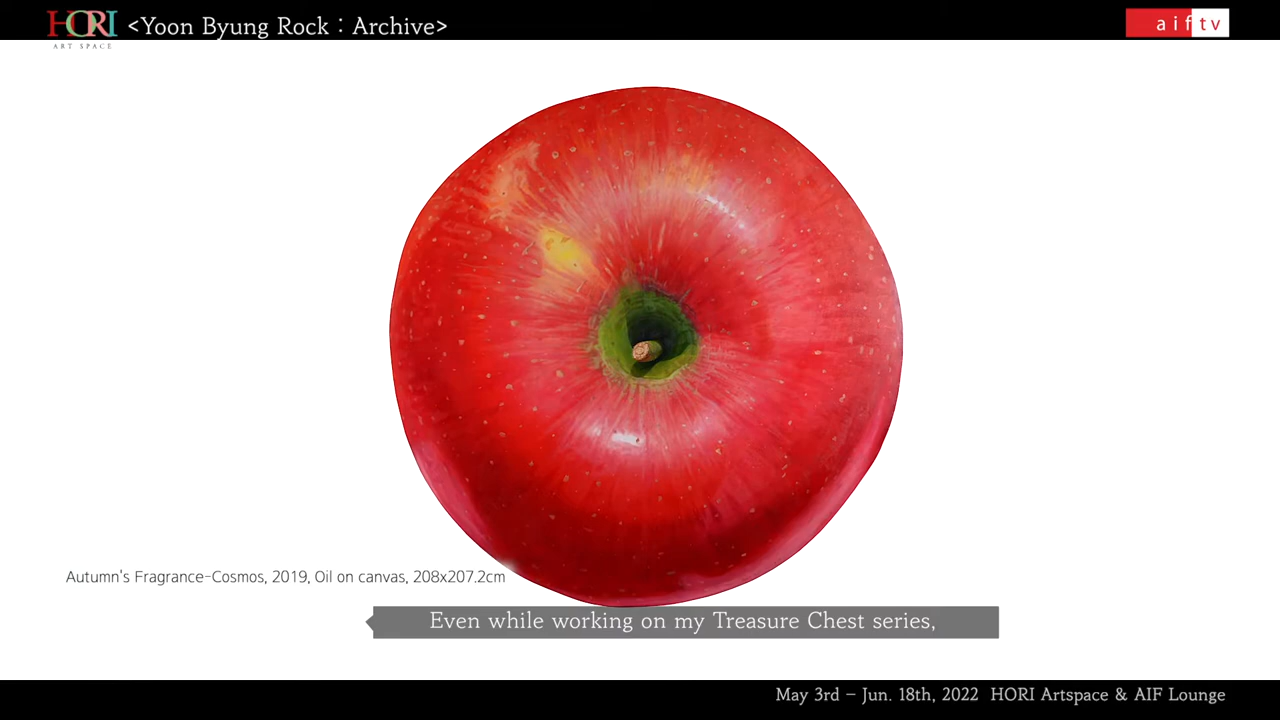 HORI
ART SPACE
<Yoon Byung Rock : Archive>
aiftv
Autumn's Fragrance-Cosmos, 2019, Oil on canvas, 208x207.2cm
Even while working on my Treasure Chest series,
May 3rd – Jun. 18th, 2022 HORI Artspace & AIF Lounge